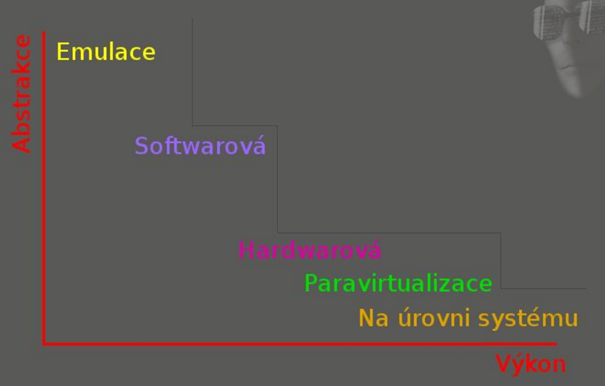 Abstrakce
Emulace
Softwarová
Hardwarová
Paravirtualizace
Na úrovni systému
Výkon